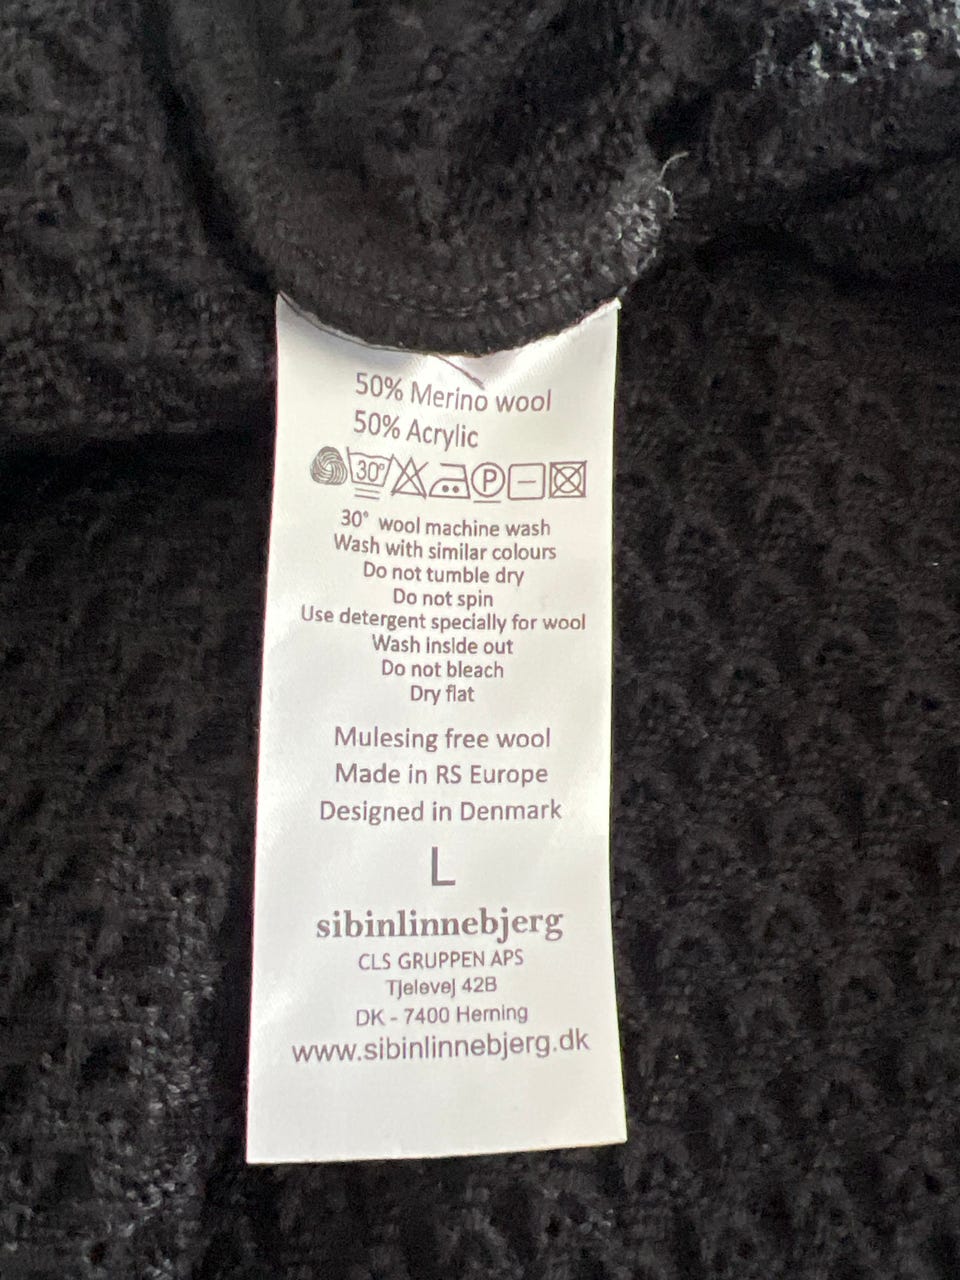 50% Merino wool
50% Acrylic
30° P
30° wool machine wash
Wash with similar colours
Do not tumble dry
Do not spin
Use detergent specially for wool
Wash inside out
Do not bleach
Dry flat
Mulesing free wool
Made in RS Europe
Designed in Denmark
L
sibinlinnebjerg
CLS GRUPPEN APS
Tjelevej 42B
DK - 7400 Herning
www.sibinlinnebjerg.dk